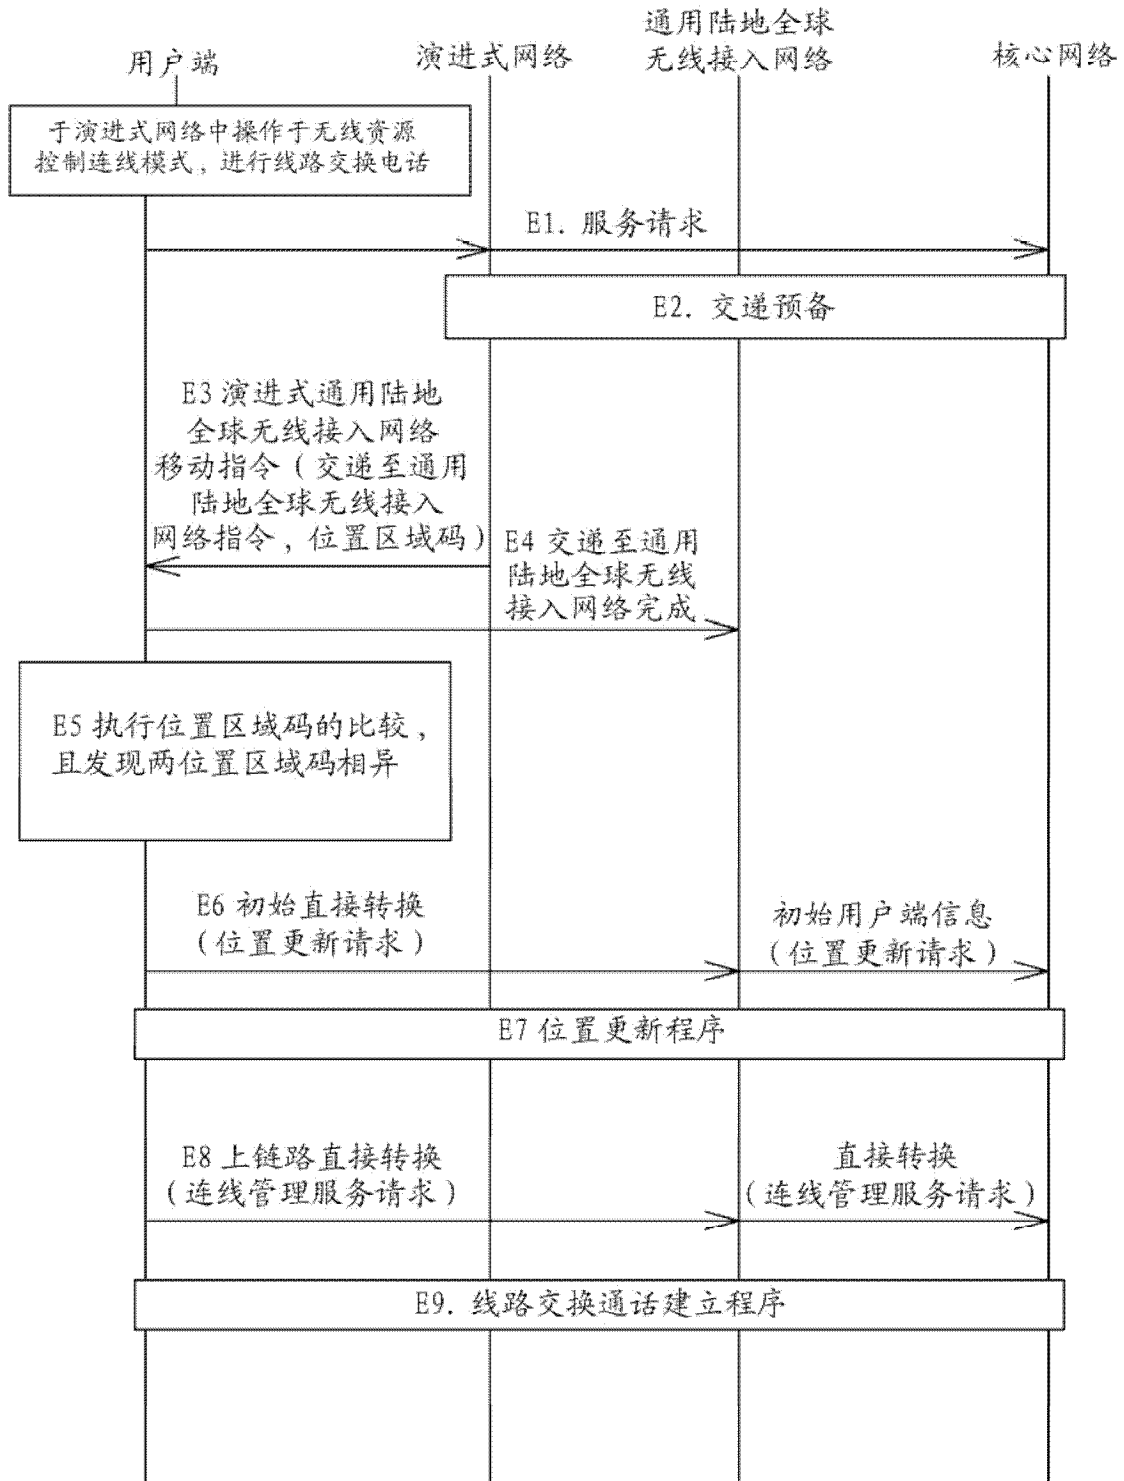 用户端
演进式网络
通用陆地全球
无线接入网络
核心网络
于演进式网络中操作于无线资源
控制连线模式，进行线路交换电话
E1. 服务请求
E2. 交递预备
E3 演进式通用陆地
全球无线接入网络
移动指令（交递至通用
陆地全球无线接入
网络指令，位置区域码）
E4 交递至通用
陆地全球无线
接入网络完成
E5 执行位置区域码的比较，
且发现两位置区域码相异
E6 初始直接转换
（位置更新请求）
初始用户端信息
（位置更新请求）
E7 位置更新程序
E8 上链路直接转换
（连线管理服务请求）
直接转换
（连线管理服务请求）
E9. 线路交换通话建立程序